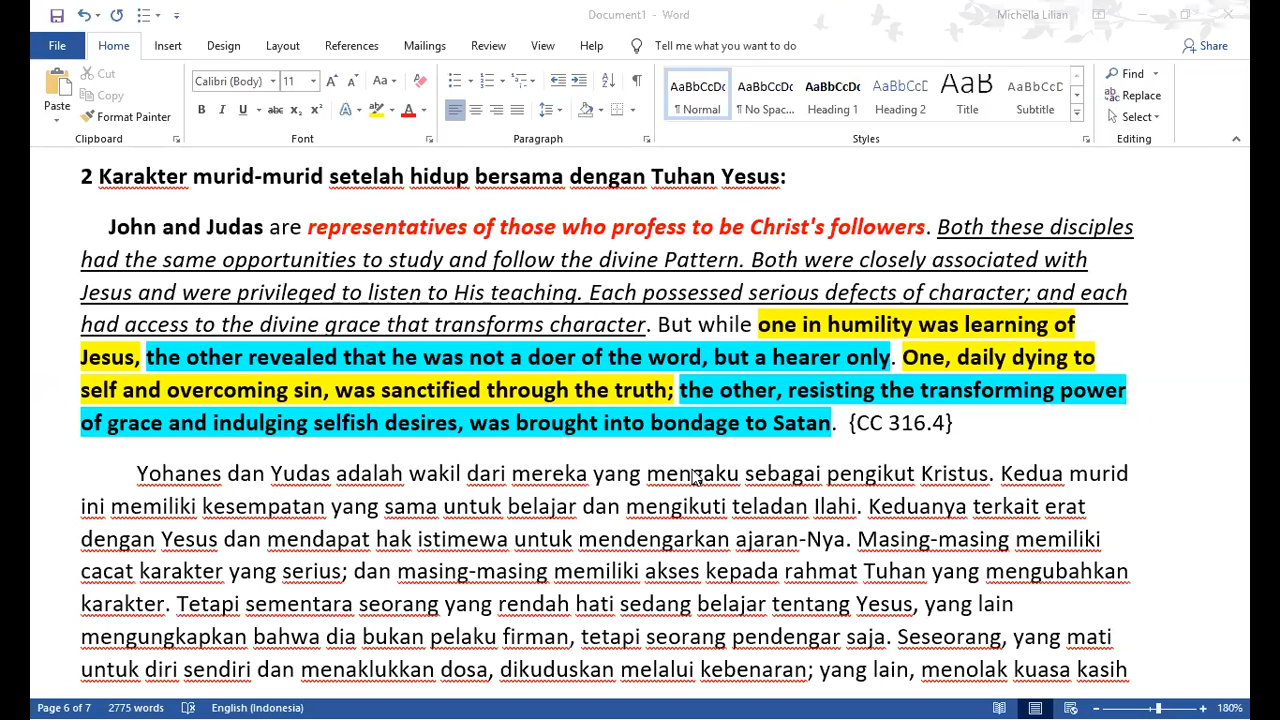 Document1 - Word
Michella Lilian
File Home Insert Design Layout References Mailings Review View Help Tell me what you want to do Share
Paste
Cut
Copy
Format Painter
Clipboard
Calibri (Body) 11
Font
Paragraph
AaBbCcDc AaBbCcDc AaBbCcDc AaBbCcDc AaB AaBbCcDc
¶ Normal ¶ No Spac... Heading 1 Heading 2 Title Subtitle
Styles
Find
Replace
Select
Editing
2 Karakter murid-murid setelah hidup bersama dengan Tuhan Yesus:
John and Judas are representatives of those who profess to be Christ's followers. Both these disciples
had the same opportunities to study and follow the divine Pattern. Both were closely associated with
Jesus and were privileged to listen to His teaching. Each possessed serious defects of character; and each
had access to the divine grace that transforms character. But while one in humility was learning of
Jesus, the other revealed that he was not a doer of the word, but a hearer only. One, daily dying to
self and overcoming sin, was sanctified through the truth; the other, resisting the transforming power
of grace and indulging selfish desires, was brought into bondage to Satan. {CC 316.4}
Yohanes dan Yudas adalah wakil dari mereka yang mengaku sebagai pengikut Kristus. Kedua murid
ini memiliki kesempatan yang sama untuk belajar dan mengikuti teladan Ilahi. Keduanya terkait erat
dengan Yesus dan mendapat hak istimewa untuk mendengarkan ajaran-Nya. Masing-masing memiliki
cacat karakter yang serius; dan masing-masing memiliki akses kepada rahmat Tuhan yang mengubahkan
karakter. Tetapi sementara seorang yang rendah hati sedang belajar tentang Yesus, yang lain
mengungkapkan bahwa dia bukan pelaku firman, tetapi seorang pendengar saja. Seseorang, yang mati
untuk diri sendiri dan menaklukkan dosa, dikuduskan melalui kebenaran; yang lain, menolak kuasa kasih
Page 6 of 7 2775 words English (Indonesia) 180%